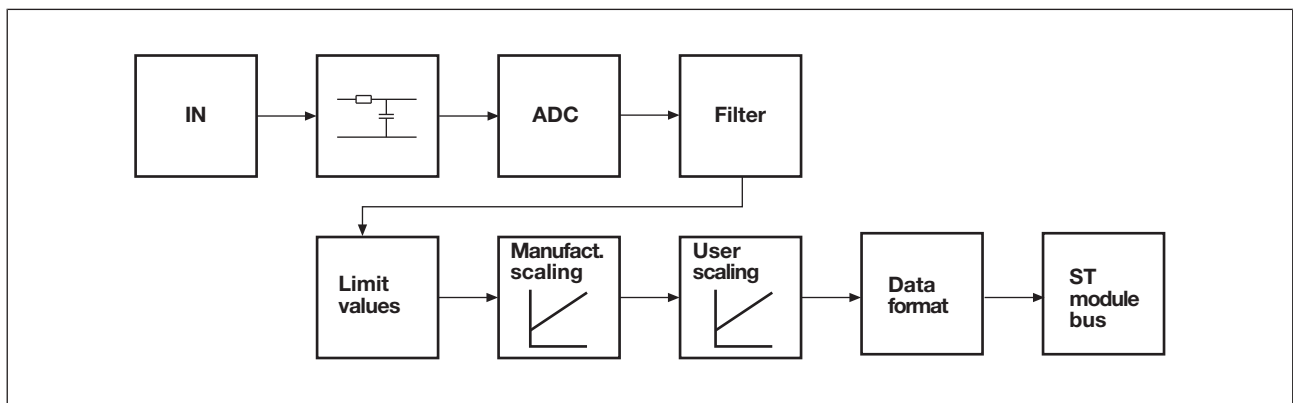 IN
ADC
Filter
Limit
values
Manufact.
scaling
User
scaling
Data
format
ST
module
bus